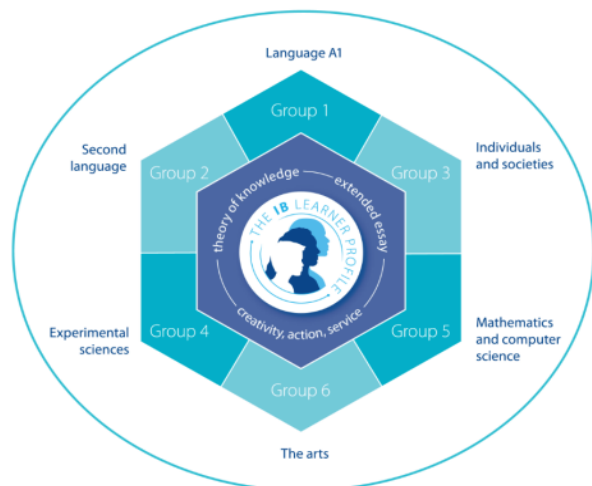 Language A1
Group 1
Second
language
Group 2
Individuals
and societies
Group 3
theory of knowledge
extended essay
THE IB LEARNER PROFILE
creativity, action, service
Experimental
sciences
Group 4
Group 5
Mathematics
and computer
science
Group 6
The arts